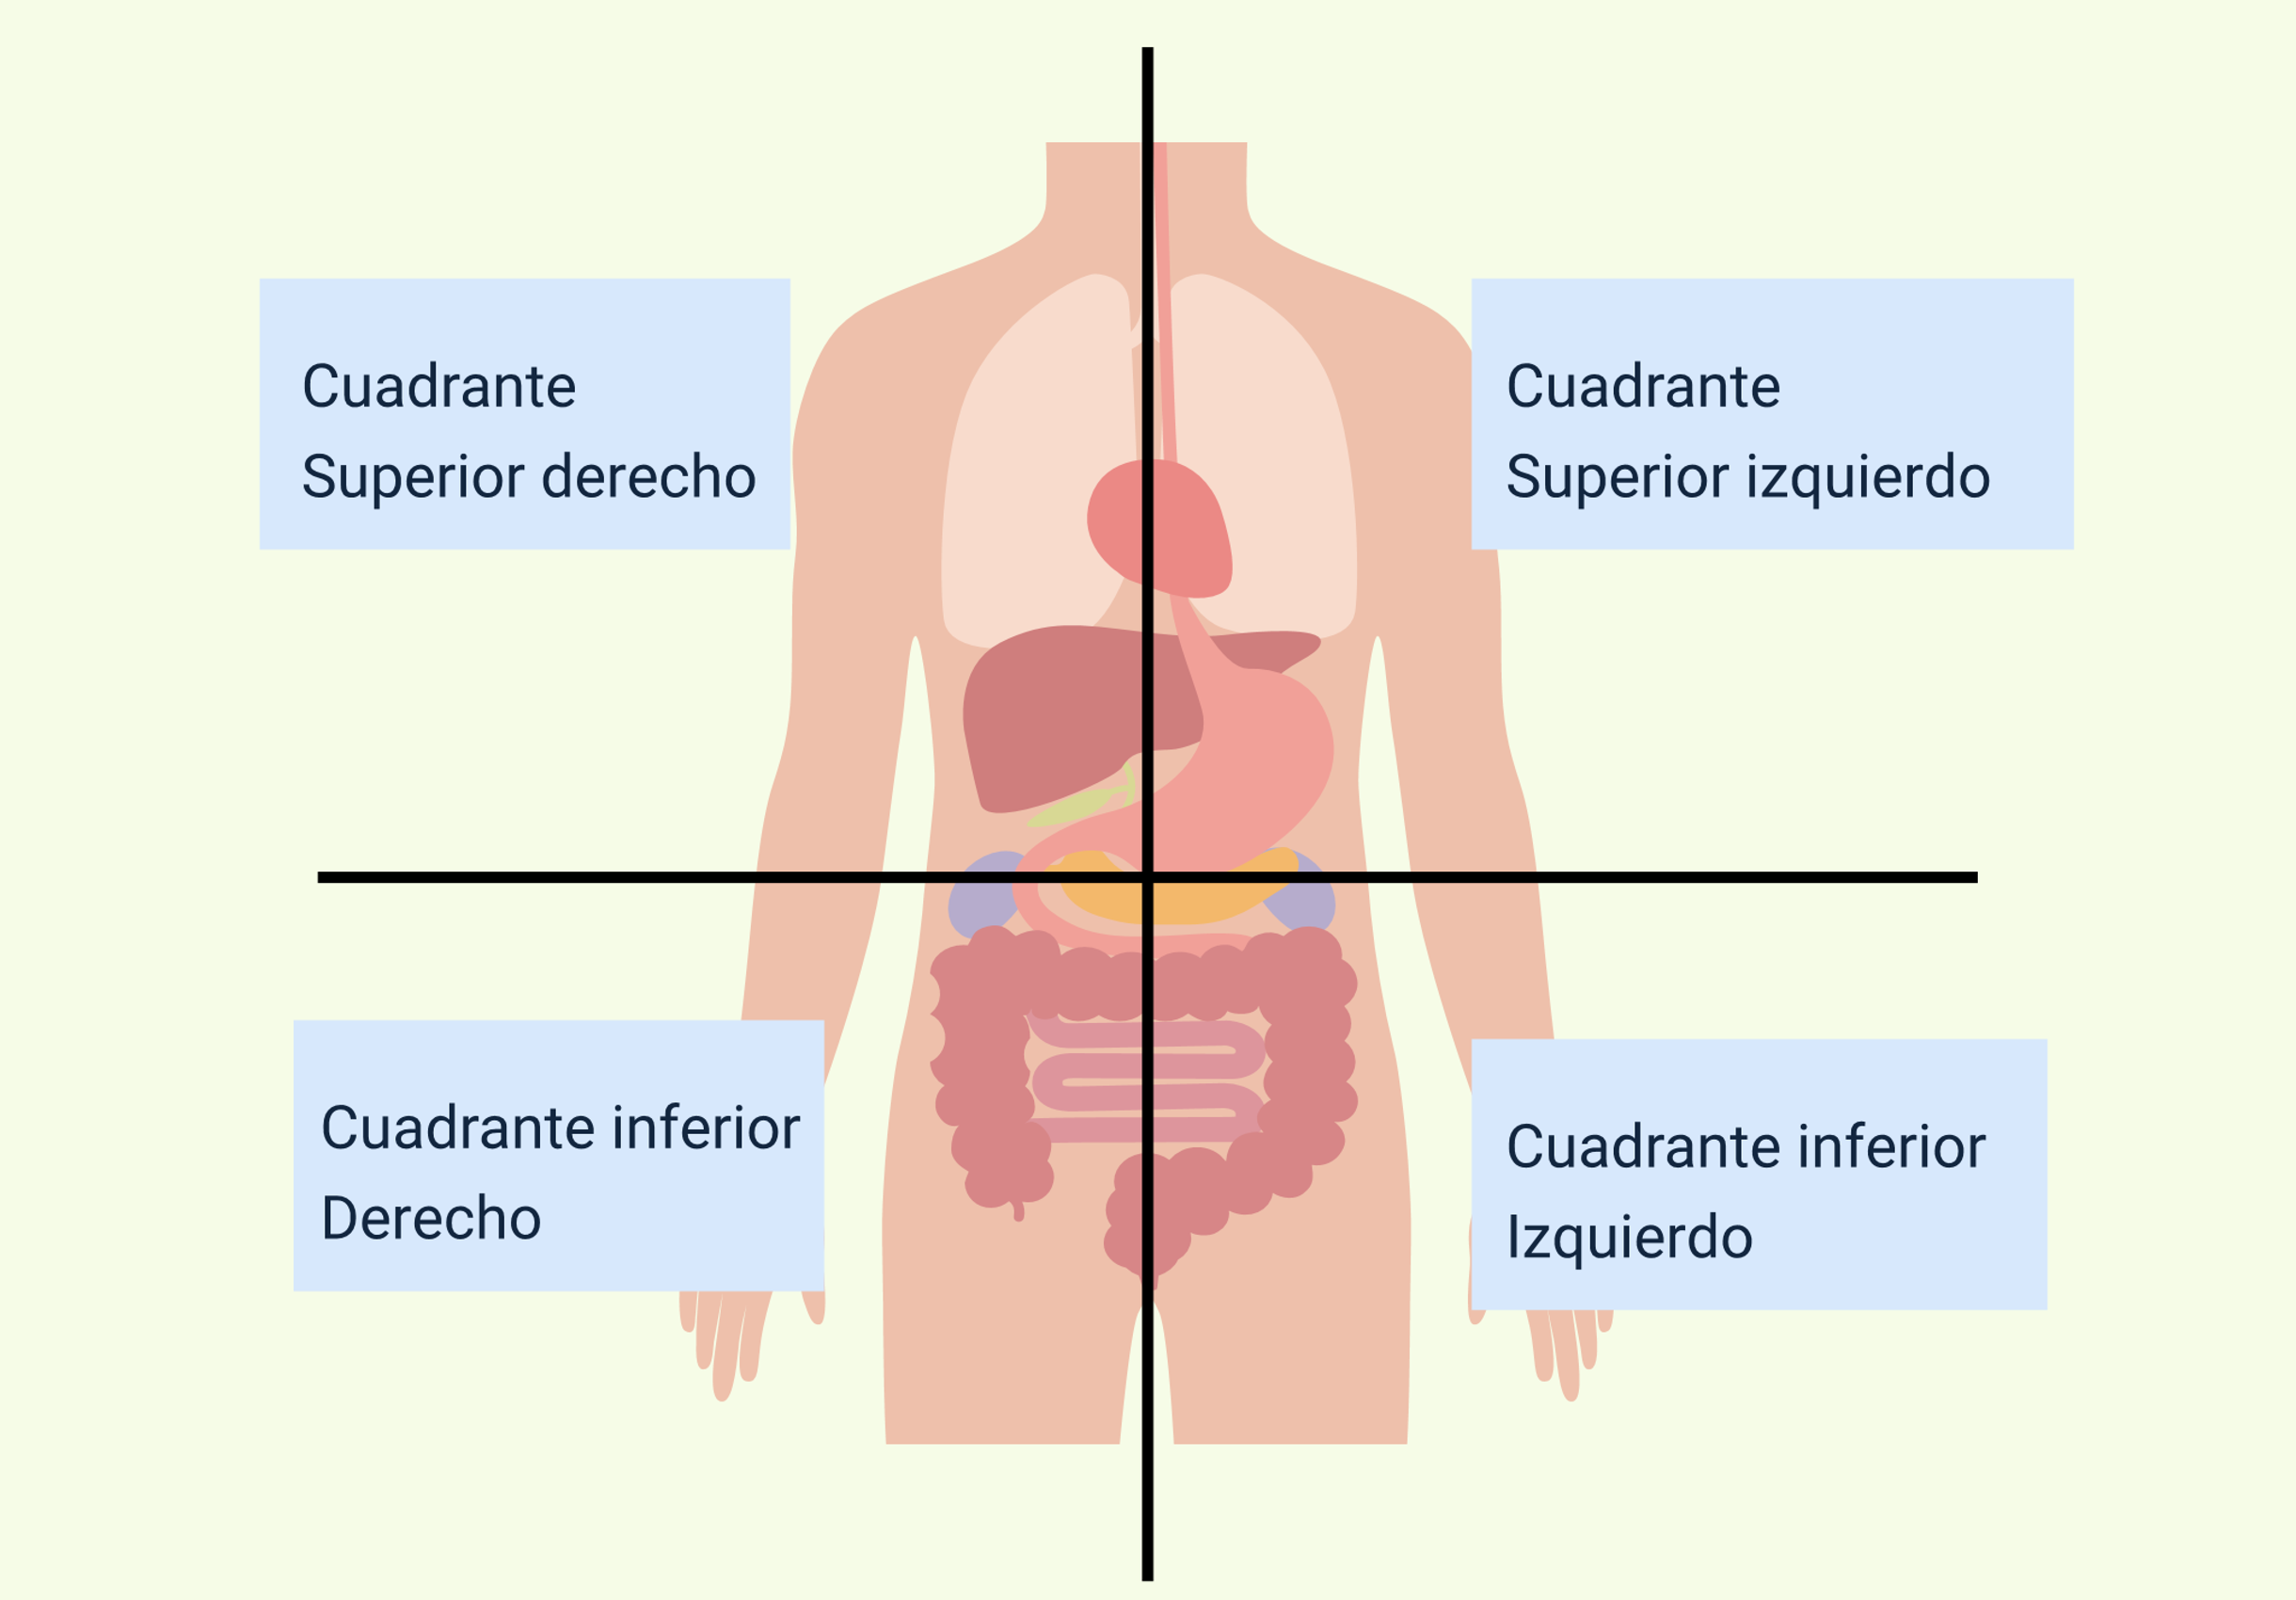 Cuadrante
Superior derecho
Cuadrante
Superior izquierdo
Cuadrante inferior
Derecho
Cuadrante inferior
Izquierdo